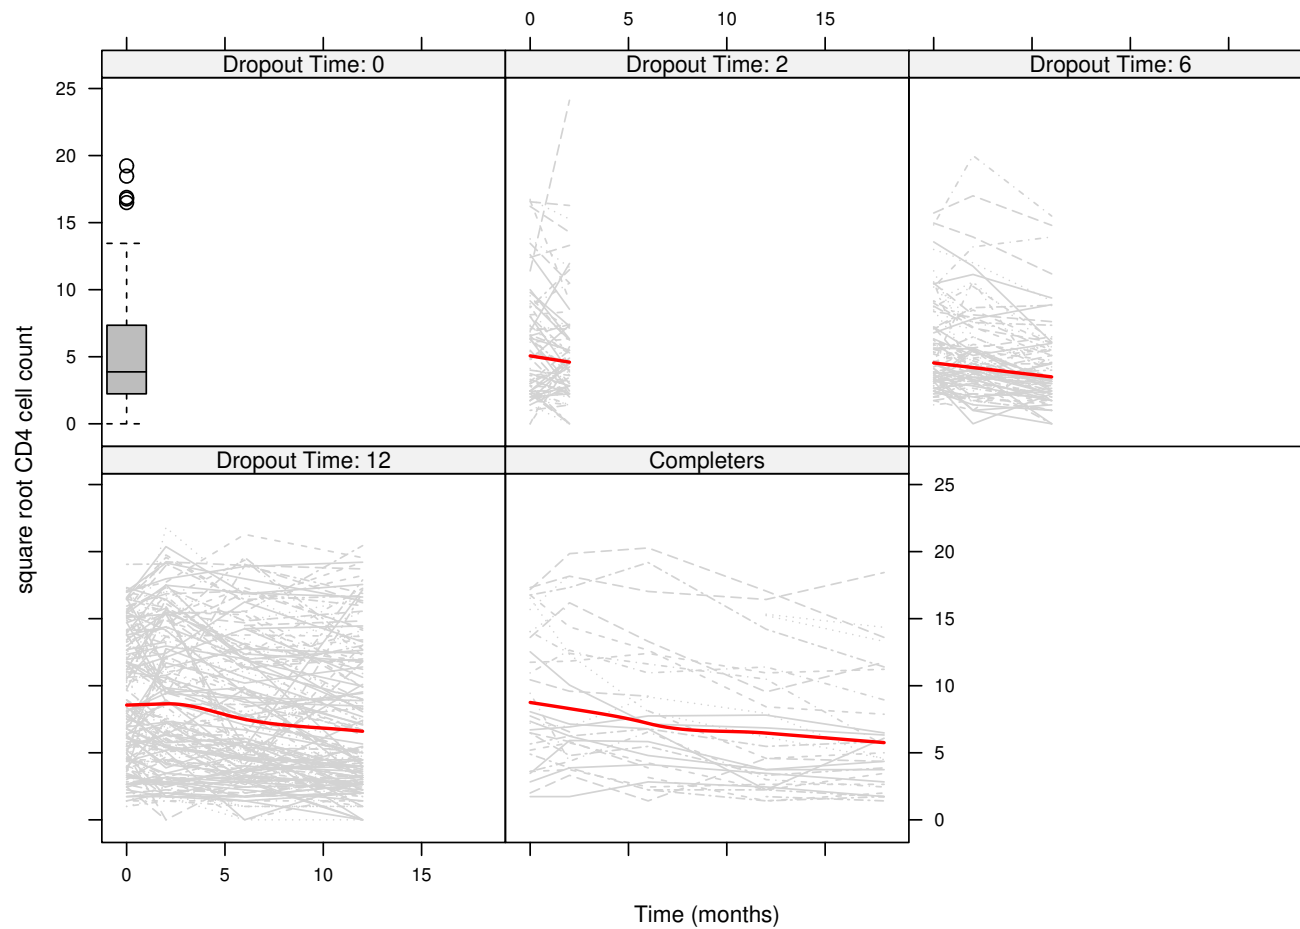 0 5 10 15
Dropout Time: 0 Dropout Time: 2 Dropout Time: 6
25
20
15
10
5
0
square root CD4 cell count
Dropout Time: 12 Completers
25
20
15
10
5
0
0 5 10 15
Time (months)